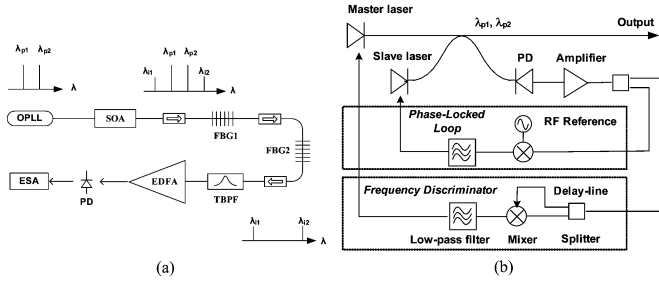 λp1 λp2
λ
λp1 λp2
λi1 λi2
λ
OPLL
SOA
FBG1
FBG2
ESA
PD
EDFA
TBPF
λi1 λi2
λ
(a)
Master laser
λp1, λp2
Output
Slave laser
PD
Amplifier
Phase-Locked
Loop
RF Reference
Frequency Discriminator
Delay-line
Low-pass filter
Mixer
Splitter
(b)